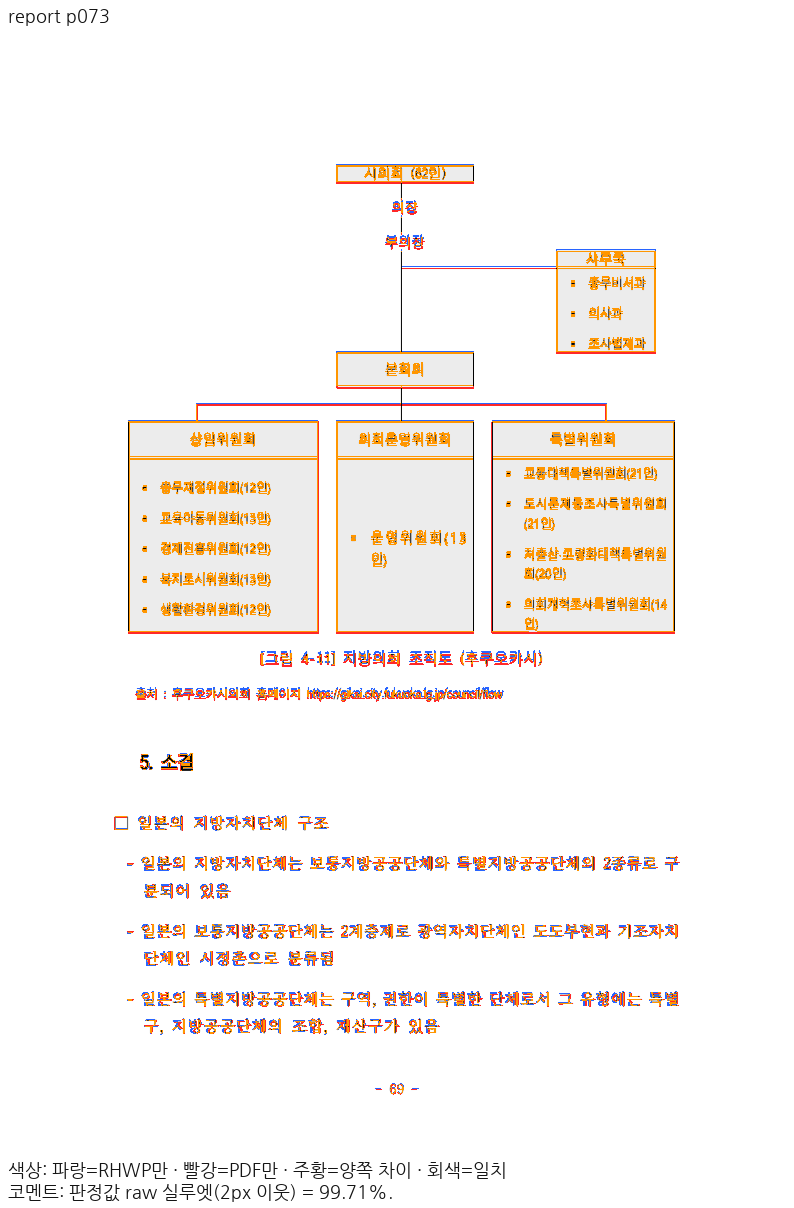 report p073
시의회 (62인)
의장
부의장
사무국
▪ 총무비서과
▪ 의사과
▪ 조사법제과
본회의
상임위원회
▪ 총무재정위원회(12인)
▪ 교육아동위원회(13인)
▪ 경제진흥위원회(12인)
▪ 복지도시위원회(13인)
▪ 생활환경위원회(12인)
의회운영위원회
▪ 운영위원회(13
인)
특별위원회
▪ 교통대책특별위원회(21인)
▪ 도시문제등조사특별위원회
(21인)
▪ 저출산·고령화대책특별위원
회(20인)
▪ 의회개혁조사특별위원회(14
인)
[그림 4-11] 지방의회 조직도 (후쿠오카시)
출처 : 후쿠오카시의회 홈페이지 https://gikai.city.fukuoka.lg.jp/council/flow
5. 소결
□ 일본의 지방자치단체 구조
- 일본의 지방자치단체는 보통지방공공단체와 특별지방공공단체의 2종류로 구
분되어 있음
- 일본의 보통지방공공단체는 2계층제로 광역자치단체인 도도부현과 기초자치
단체인 시정촌으로 분류됨
- 일본의 특별지방공공단체는 구역, 권한이 특별한 단체로서 그 유형에는 특별
구, 지방공공단체의 조합, 재산구가 있음
- 69 -
색상: 파랑=RHWP만 · 빨강=PDF만 · 주황=양쪽 차이 · 회색=일치
코멘트: 판정값 raw 실루엣(2px 이웃) = 99.71%.